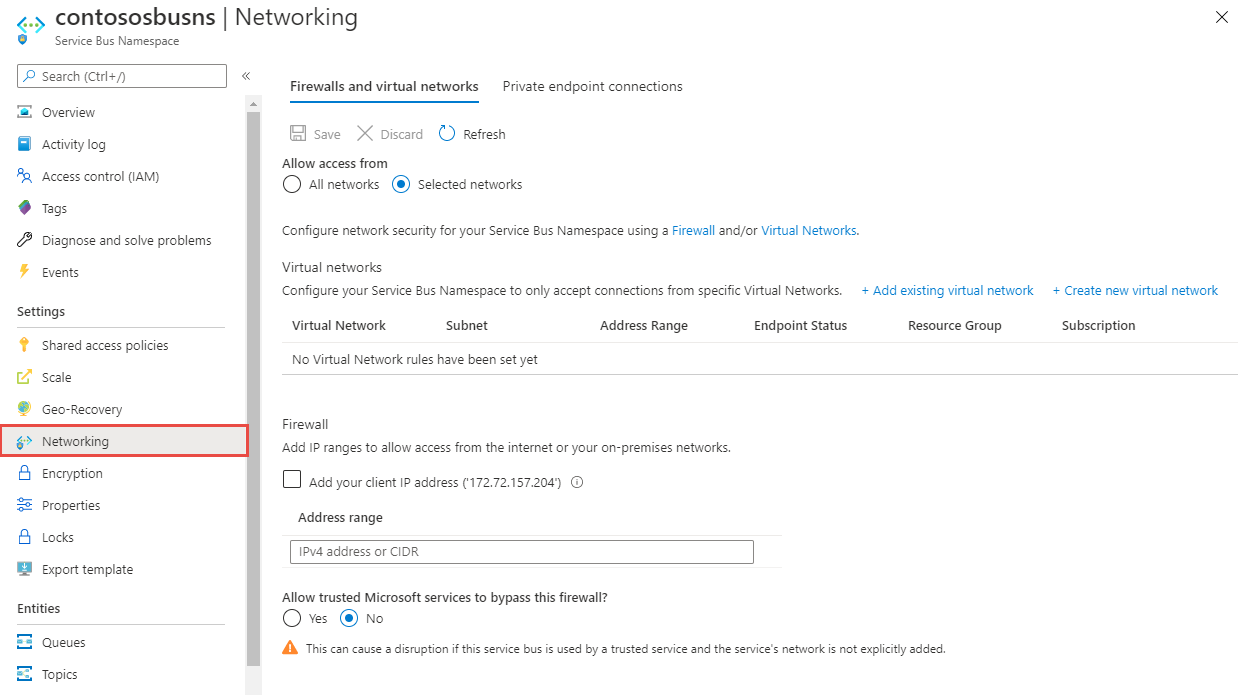 contososbusns | Networking
Service Bus Namespace
Search (Ctrl+/)
Overview
Activity log
Access control (IAM)
Tags
Diagnose and solve problems
Events
Settings
Shared access policies
Scale
Geo-Recovery
Networking
Encryption
Properties
Locks
Export template
Entities
Queues
Topics
Firewalls and virtual networks Private endpoint connections
Save Discard Refresh
Allow access from
All networks Selected networks
Configure network security for your Service Bus Namespace using a Firewall and/or Virtual Networks.
Virtual networks
Configure your Service Bus Namespace to only accept connections from specific Virtual Networks. + Add existing virtual network + Create new virtual network
Virtual Network Subnet Address Range Endpoint Status Resource Group Subscription
No Virtual Network rules have been set yet
Firewall
Add IP ranges to allow access from the internet or your on-premises networks.
Add your client IP address ('172.72.157.204')
Address range
IPv4 address or CIDR
Allow trusted Microsoft services to bypass this firewall?
Yes No
This can cause a disruption if this service bus is used by a trusted service and the service's network is not explicitly added.